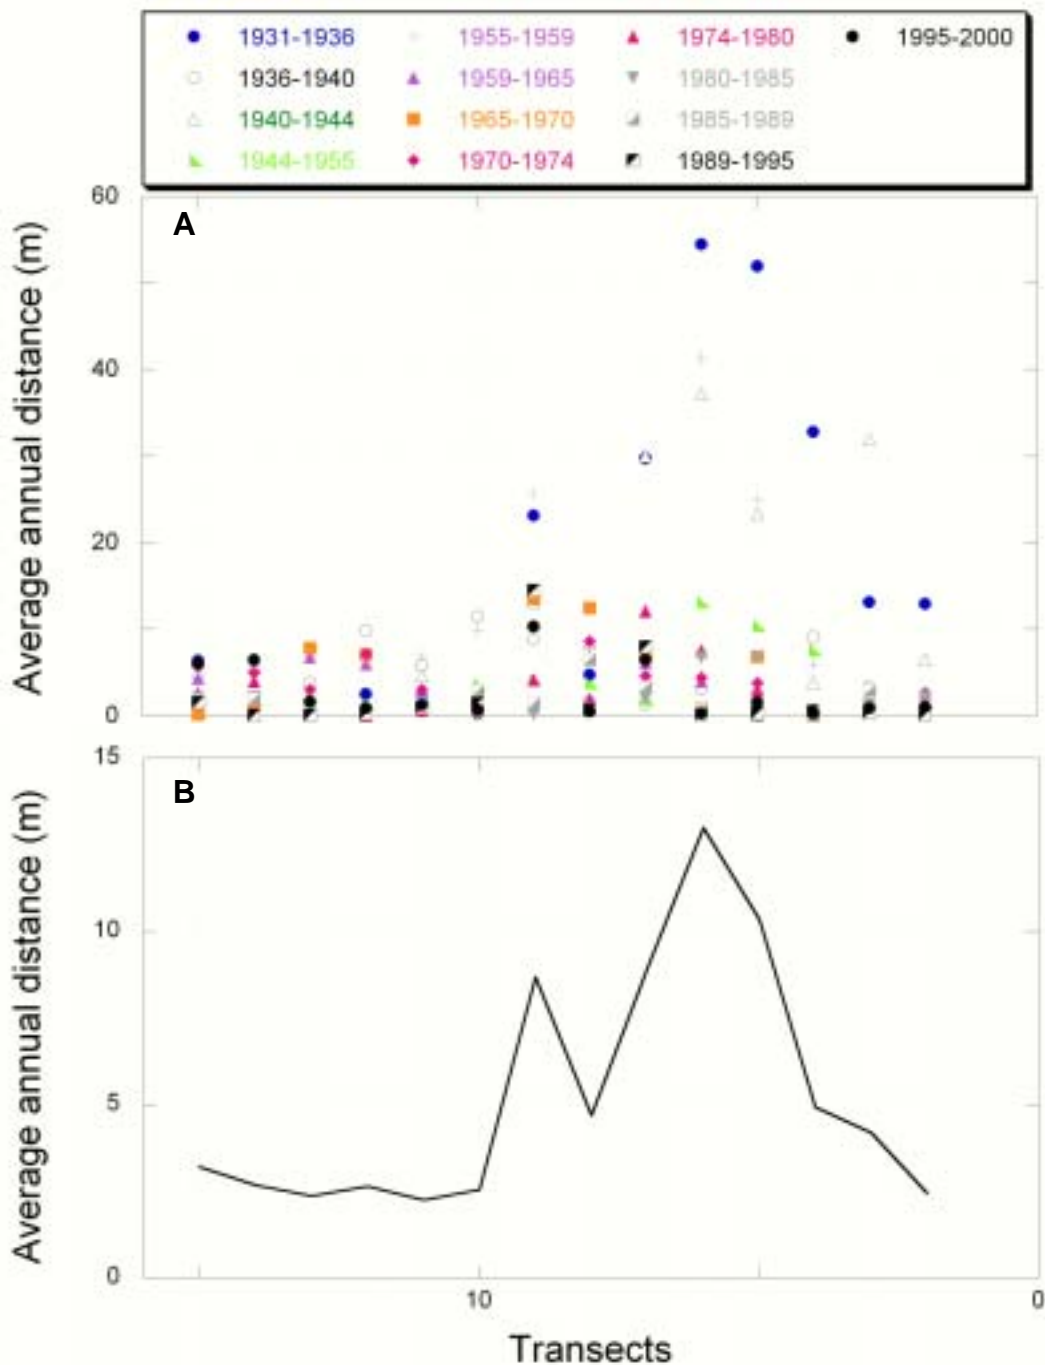 1931-1936 1955-1959 1974-1980 1995-2000
1936-1940 1959-1965 1980-1985
1940-1944 1965-1970 1985-1989
1944-1955 1970-1974 1989-1995
60
A
40
20
0
Average annual distance (m)
15
B
10
5
0
Average annual distance (m)
10 0
Transects